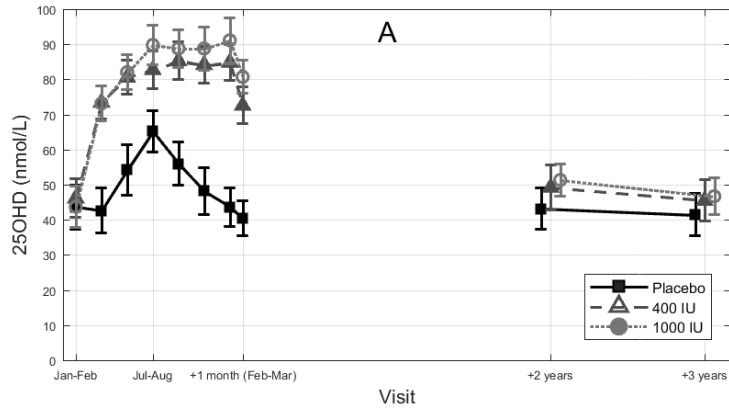 A
100
90
80
70
60
50
40
30
20
10
0
25OHD (nmol/L)
Jan-Feb Jul-Aug +1 month (Feb-Mar) +2 years +3 years
Visit
Placebo
400 IU
1000 IU